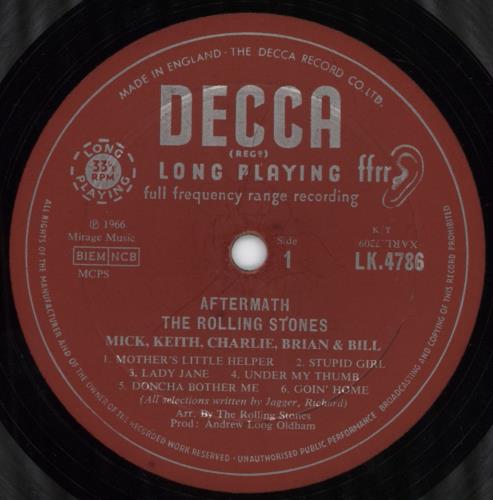 MADE IN ENGLAND · THE DECCA RECORD CO. LTD.
DECCA
(REGD)
LONG PLAYING ffrr
full frequency range recording
LONG PLAYING
33⅓
RPM
℗ 1966
Mirage Music
BIEM NCB
MCPS
Side
1
K/T
XARL.7209
LK.4786
AFTERMATH
THE ROLLING STONES
MICK, KEITH, CHARLIE, BRIAN & BILL
1. MOTHER'S LITTLE HELPER 2. STUPID GIRL
3. LADY JANE 4. UNDER MY THUMB
5. DONCHA BOTHER ME 6. GOIN' HOME
(All selections written by Jagger, Richard)
Arr. By The Rolling Stones
Prod: Andrew Loog Oldham
ALL RIGHTS OF THE MANUFACTURER AND OF THE OWNER OF THE RECORDED WORK RESERVED · UNAUTHORISED PUBLIC PERFORMANCE BROADCASTING AND COPYING OF THIS RECORD PROHIBITED